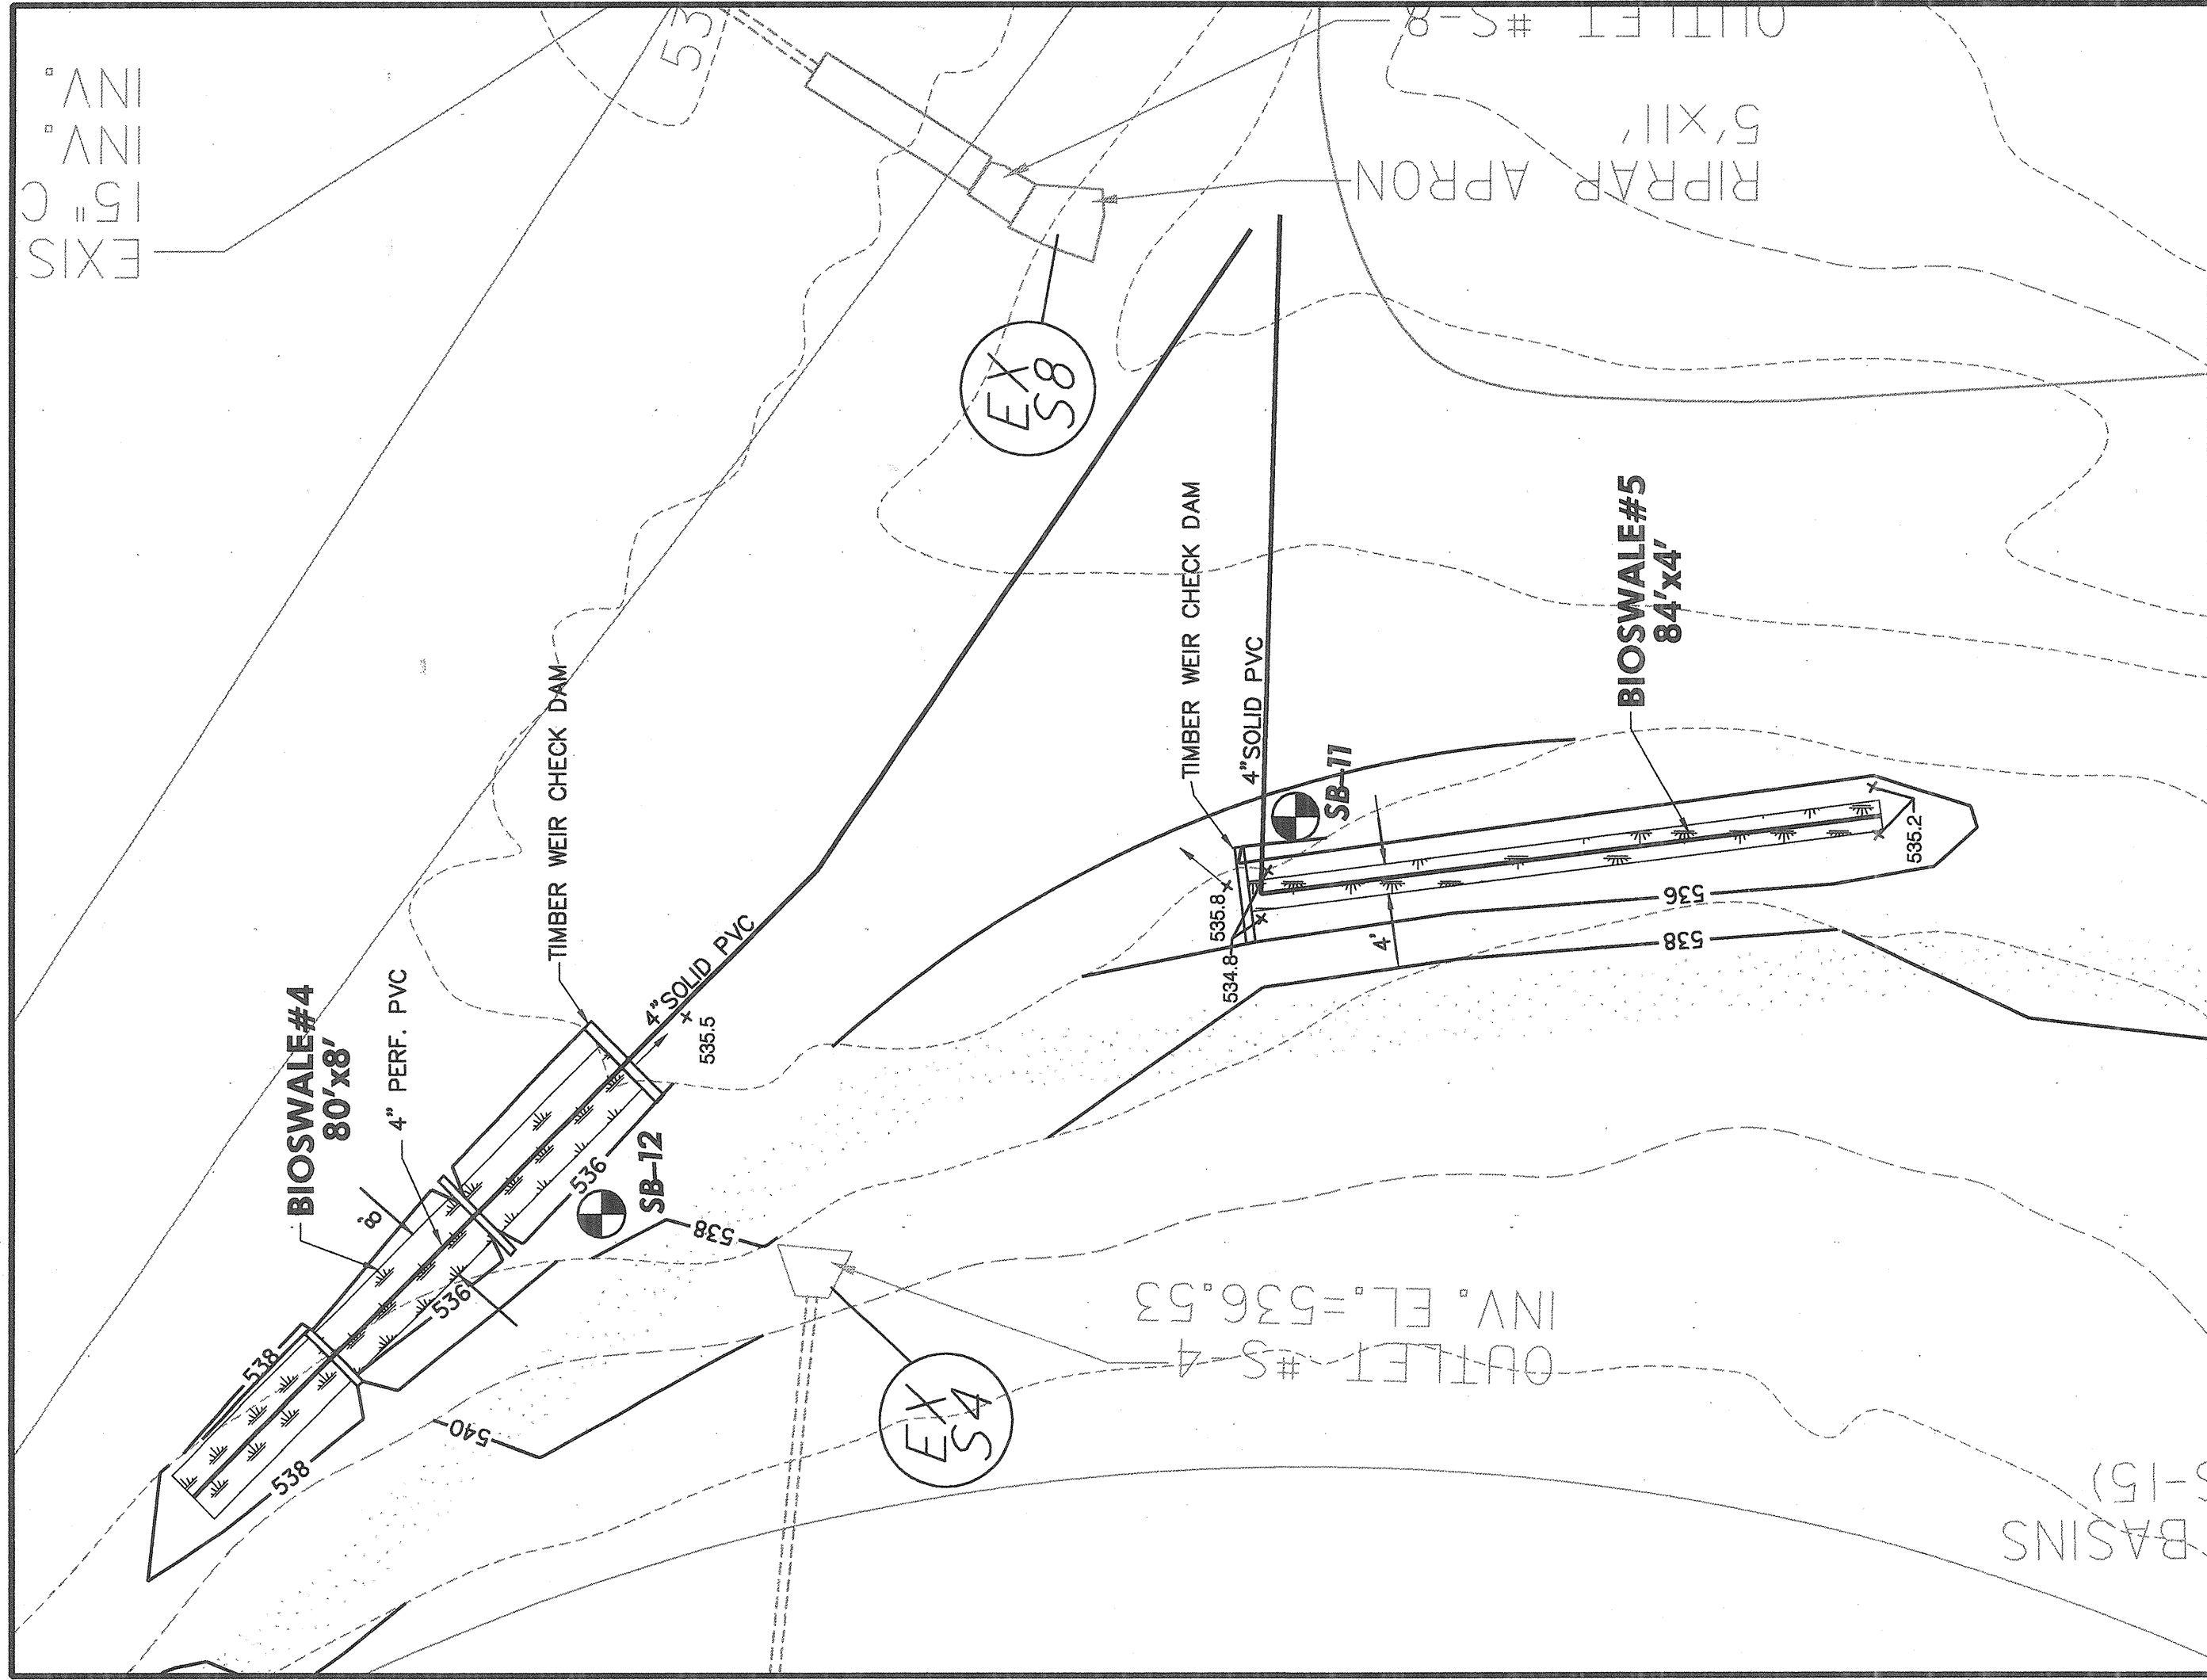 OUTLET #S-8
RIPRAP APRON
5'x11'
EXIS
15" C
INV.
INV.
53
EX
S8
TIMBER WEIR CHECK DAM
4" SOLID PVC
535.5
BIOSWALE#4
80'x8'
4" PERF. PVC
8'
536
536
538
538
538
540
SB-12
TIMBER WEIR CHECK DAM
4"SOLID PVC
SB-11
BIOSWALE#5
84'x4'
535.8
534.8
4'
535.2
536
538
EX
S4
OUTLET #S-4
INV. EL.=536.53
BASINS
S-15)